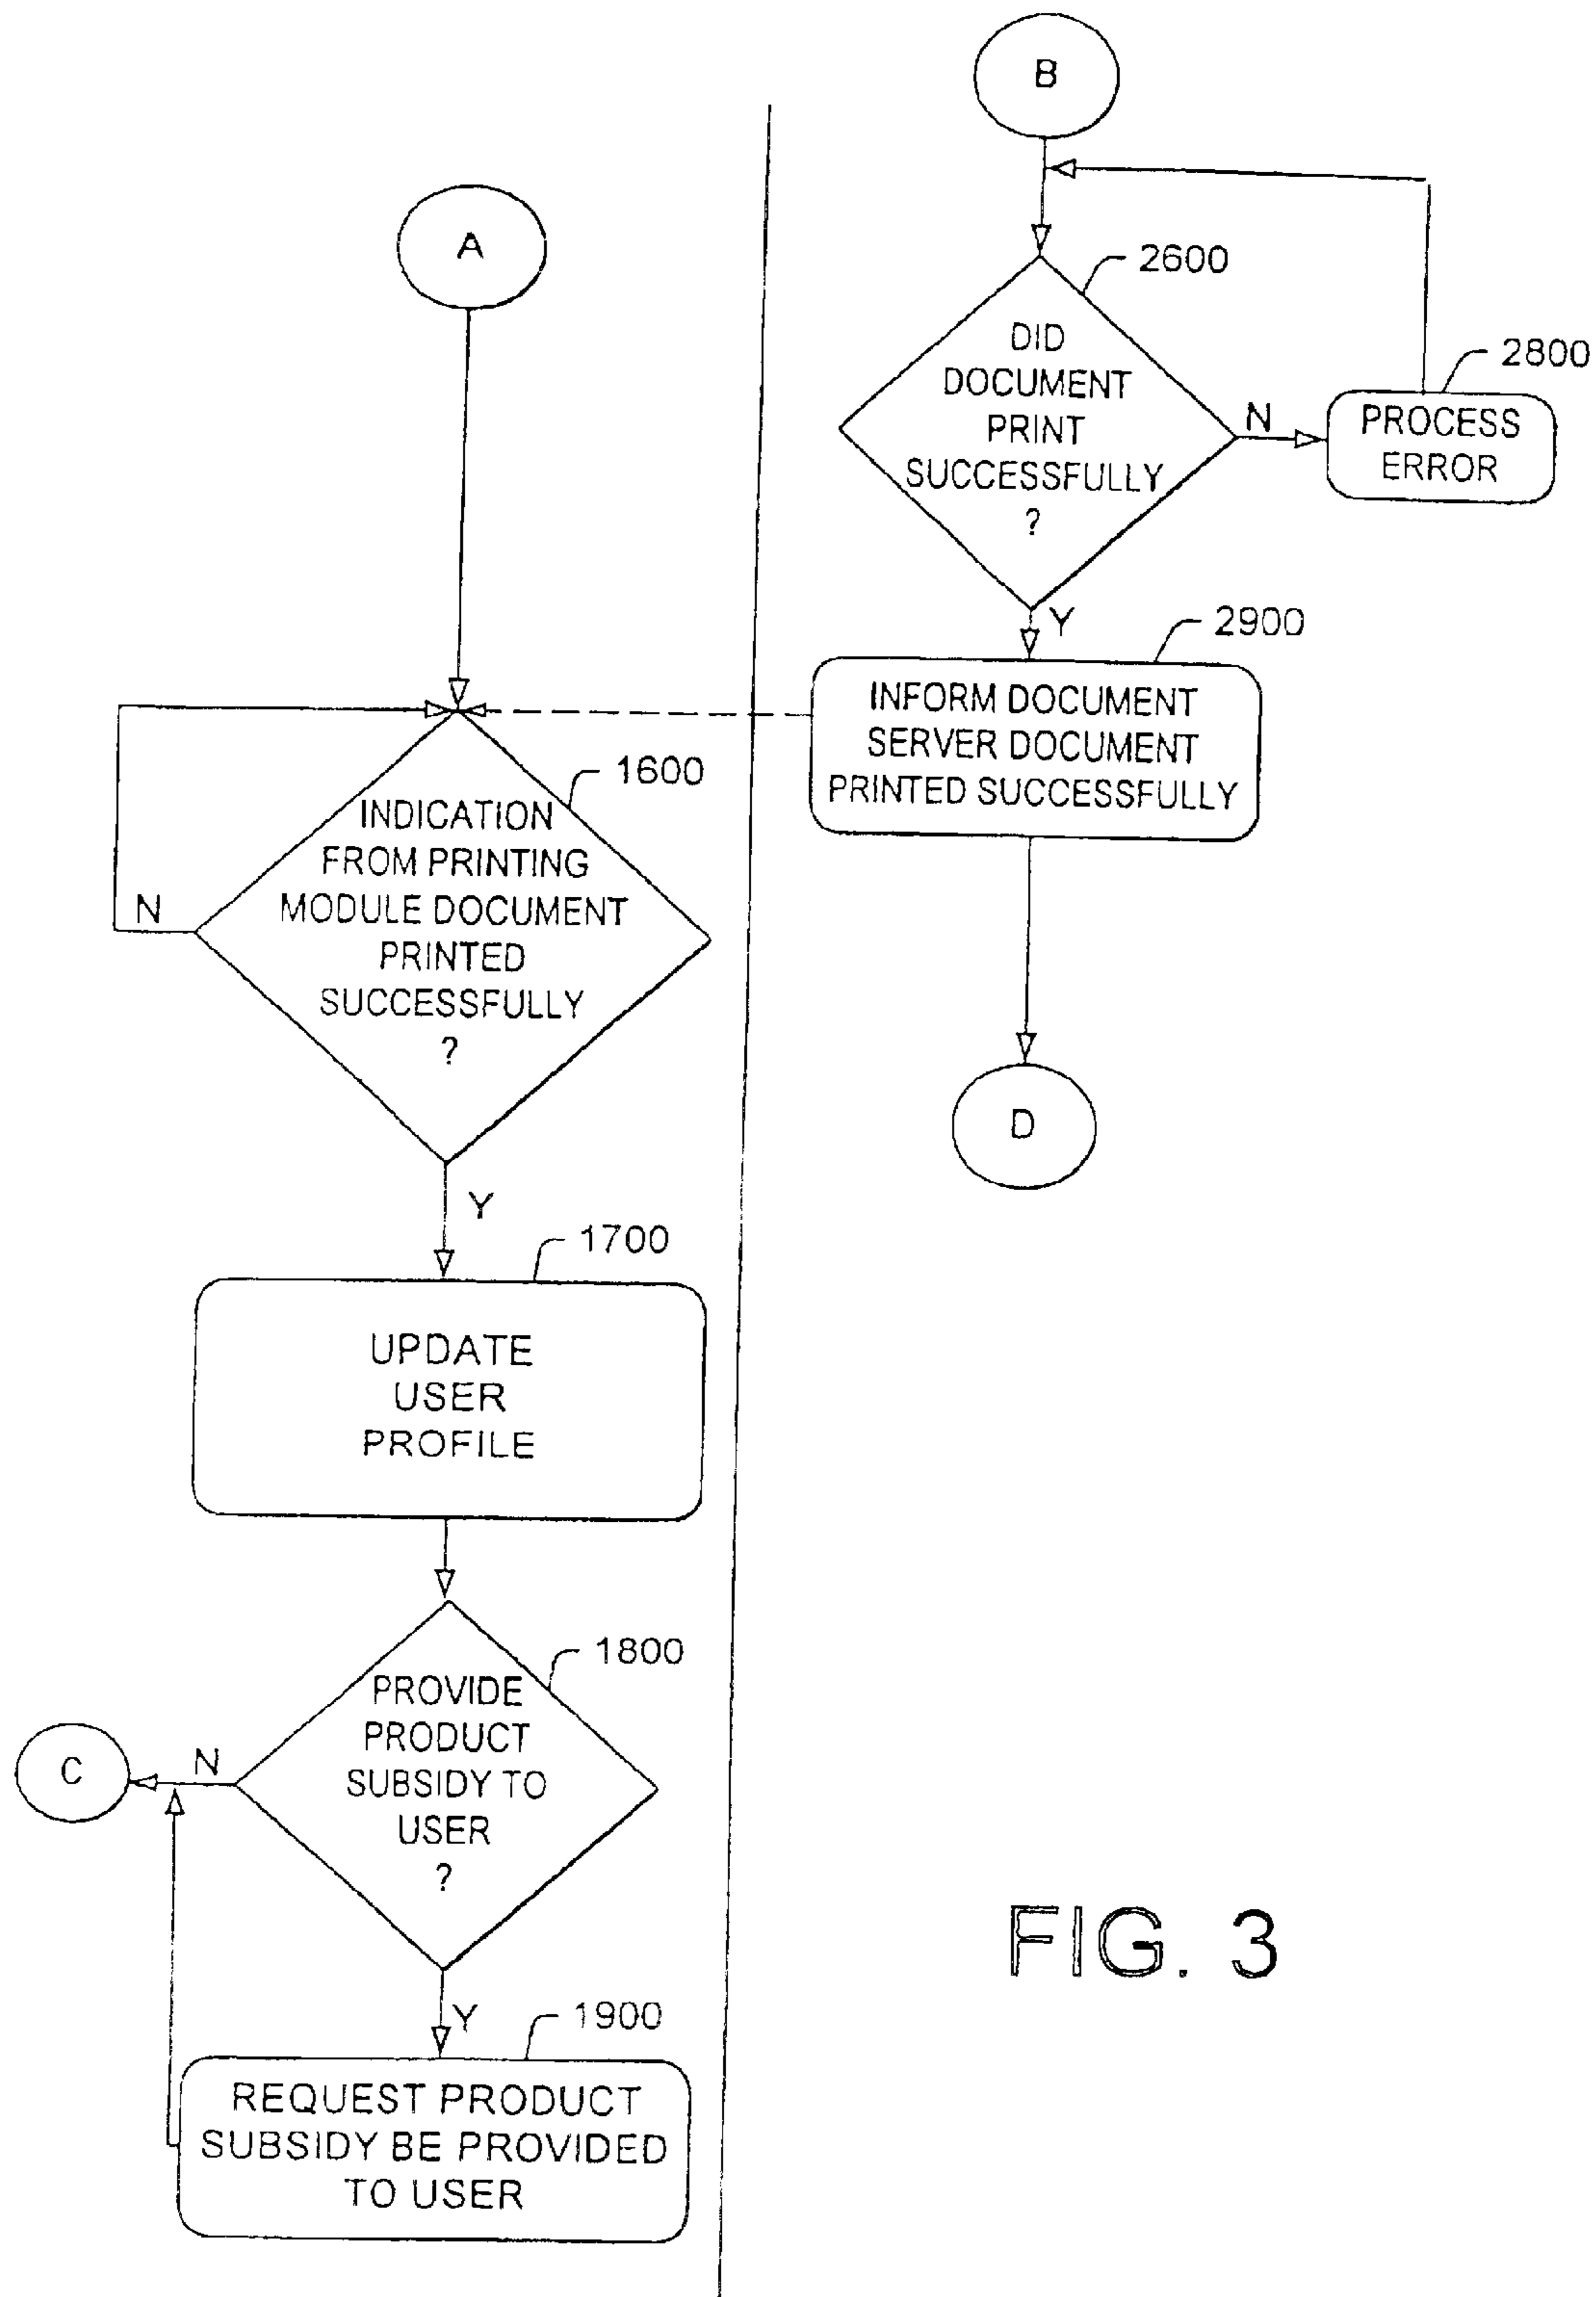 A
1600
INDICATION
FROM PRINTING
MODULE DOCUMENT
PRINTED
SUCCESSFULLY
?
N
Y
1700
UPDATE
USER
PROFILE
1800
PROVIDE
PRODUCT
SUBSIDY TO
USER
?
N
C
Y
1900
REQUEST PRODUCT
SUBSIDY BE PROVIDED
TO USER
B
2600
DID
DOCUMENT
PRINT
SUCCESSFULLY
?
N
2800
PROCESS
ERROR
Y
2900
INFORM DOCUMENT
SERVER DOCUMENT
PRINTED SUCCESSFULLY
D
FIG. 3